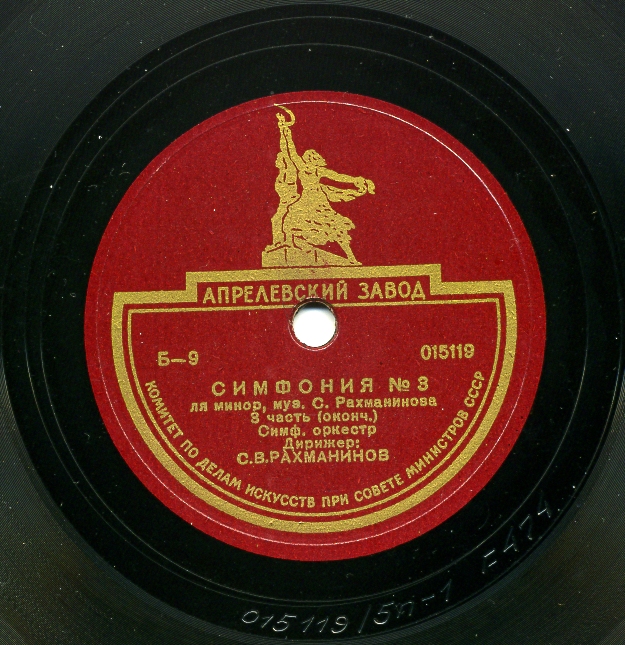 АПРЕЛЕВСКИЙ ЗАВОД
Б—9
015119
СИМФОНИЯ № 3
ля минор, муз. С. Рахманинова
3 часть (оконч.)
Симф. оркестр
Дирижер:
С.В.РАХМАНИНОВ
КОМИТЕТ ПО ДЕЛАМ ИСКУССТВ ПРИ СОВЕТЕ МИНИСТРОВ СССР
015119/5п-1 F474